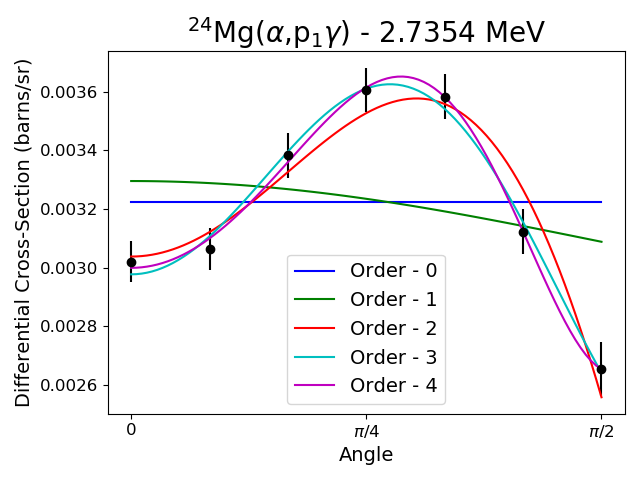 ²⁴Mg(α,p₁γ) - 2.7354 MeV
Differential Cross-Section (barns/sr)
0.0036
0.0034
0.0032
0.0030
0.0028
0.0026
Order - 0
Order - 1
Order - 2
Order - 3
Order - 4
0
π/4
π/2
Angle